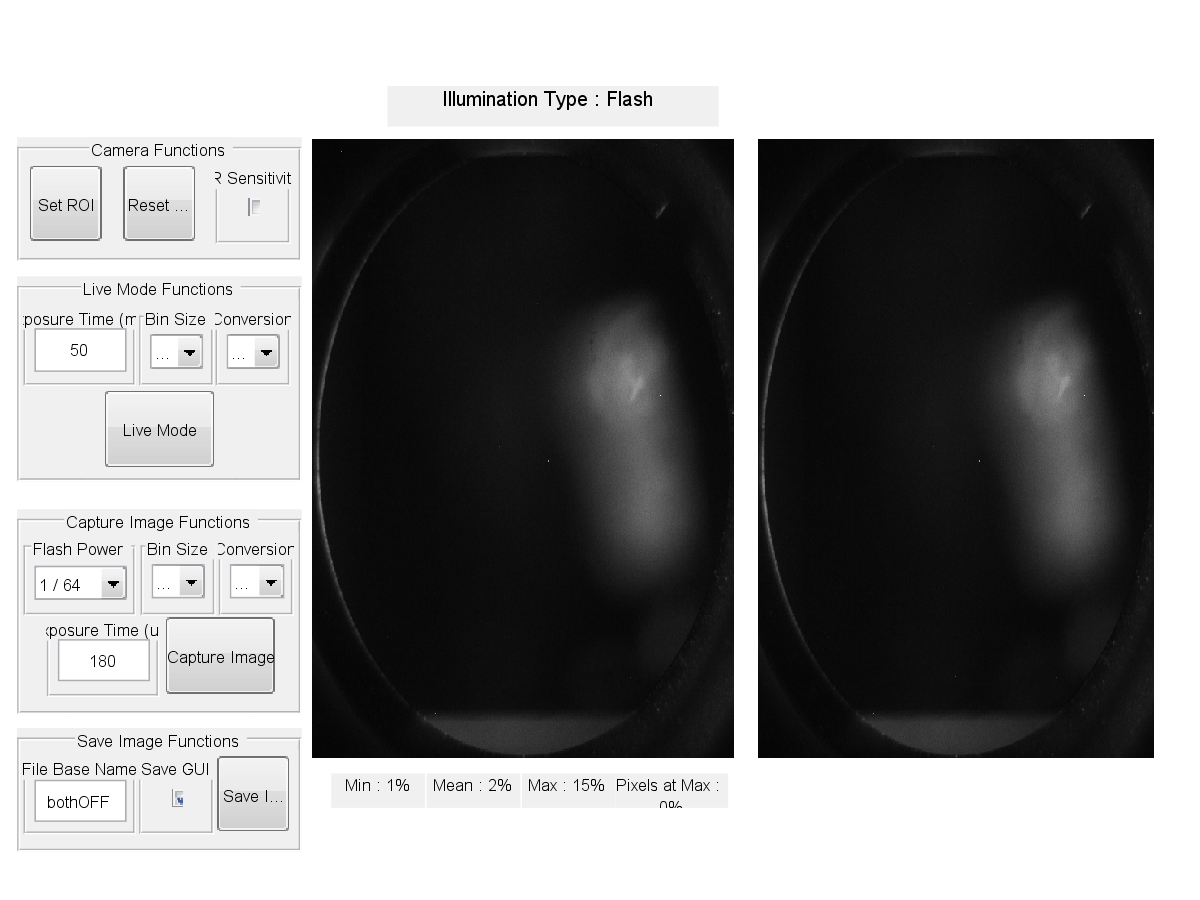 Illumination Type : Flash
Camera Functions
Set ROI
Reset ...
R Sensitivit
Live Mode Functions
posure Time (m
Bin Size
Conversion
50
...
...
Live Mode
Capture Image Functions
Flash Power
Bin Size
Conversion
1 / 64
...
...
posure Time (u
180
Capture Image
Save Image Functions
File Base Name
Save GUI
bothOFF
Save I...
Min : 1%
Mean : 2%
Max : 15%
Pixels at Max :
0%